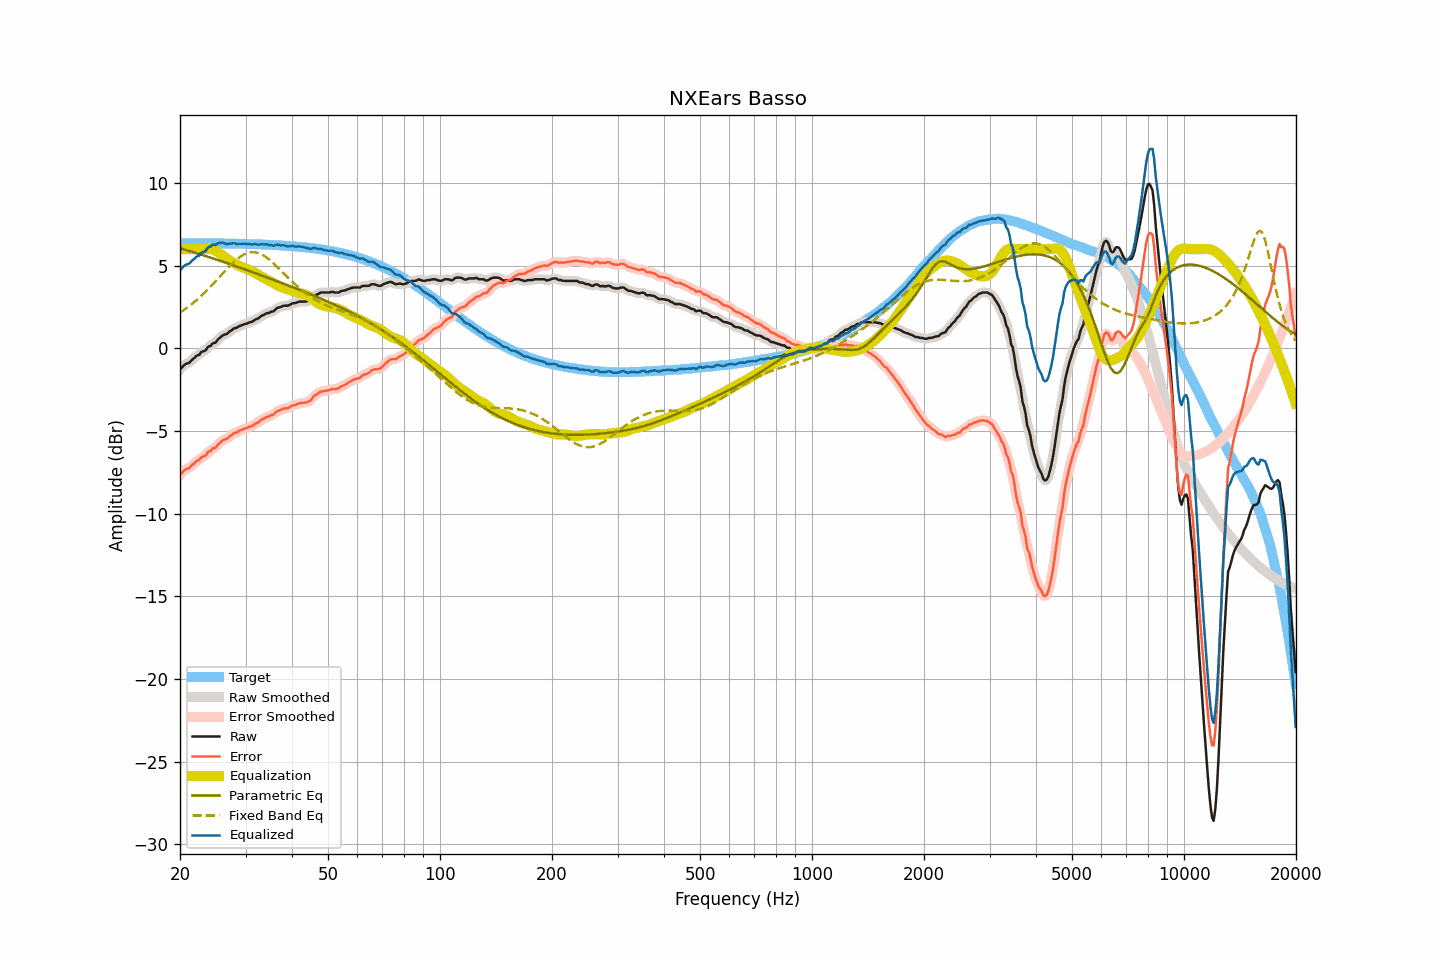 NXEars Basso
Amplitude (dBr)
10
5
0
−5
−10
−15
−20
−25
−30
Target
Raw Smoothed
Error Smoothed
Raw
Error
Equalization
Parametric Eq
Fixed Band Eq
Equalized
20 50 100 200 500 1000 2000 5000 10000 20000
Frequency (Hz)